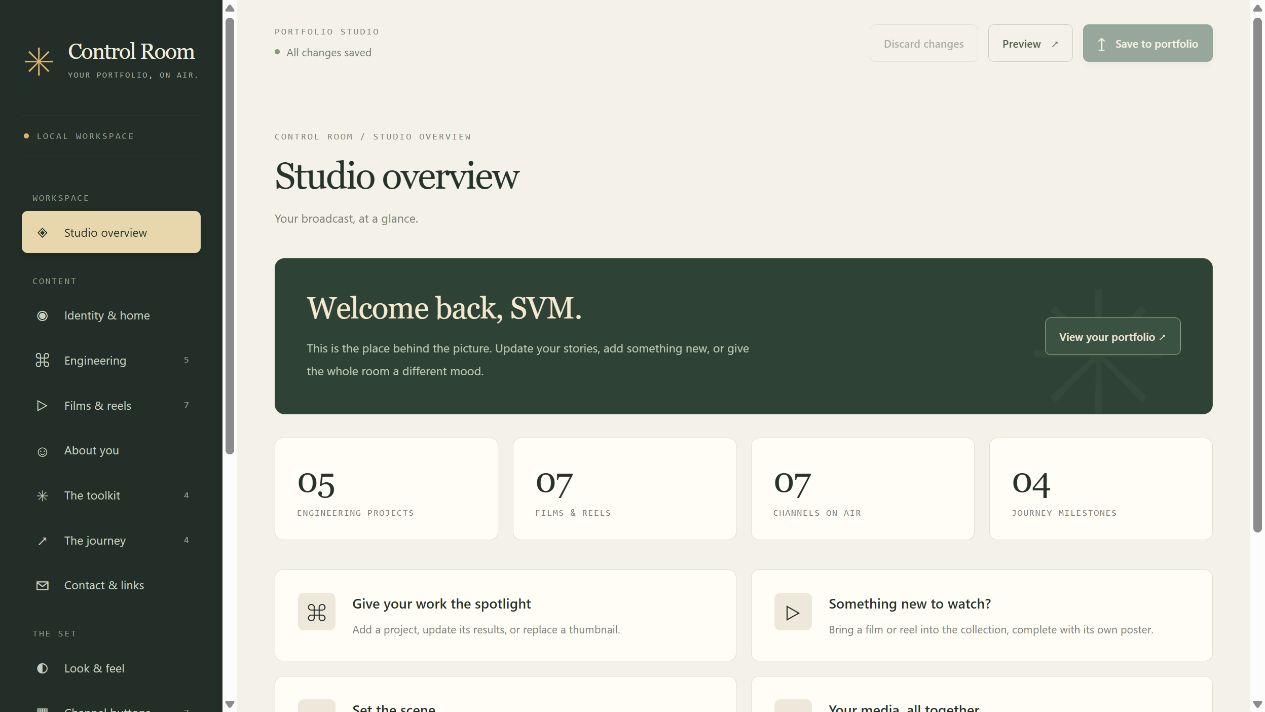 Control Room
YOUR PORTFOLIO, ON AIR.
LOCAL WORKSPACE
WORKSPACE
Studio overview
CONTENT
Identity & home
Engineering 5
Films & reels 7
About you
The toolkit 4
The journey 4
Contact & links
THE SET
Look & feel
Channel buttons 7
PORTFOLIO STUDIO
All changes saved
Discard changes
Preview ↗
Save to portfolio
CONTROL ROOM / STUDIO OVERVIEW
Studio overview
Your broadcast, at a glance.
Welcome back, SVM.
This is the place behind the picture. Update your stories, add something new, or give
the whole room a different mood.
View your portfolio ↗
05
ENGINEERING PROJECTS
07
FILMS & REELS
07
CHANNELS ON AIR
04
JOURNEY MILESTONES
Give your work the spotlight
Add a project, update its results, or replace a thumbnail.
Something new to watch?
Bring a film or reel into the collection, complete with its own poster.
Set the scene
Your media, all together